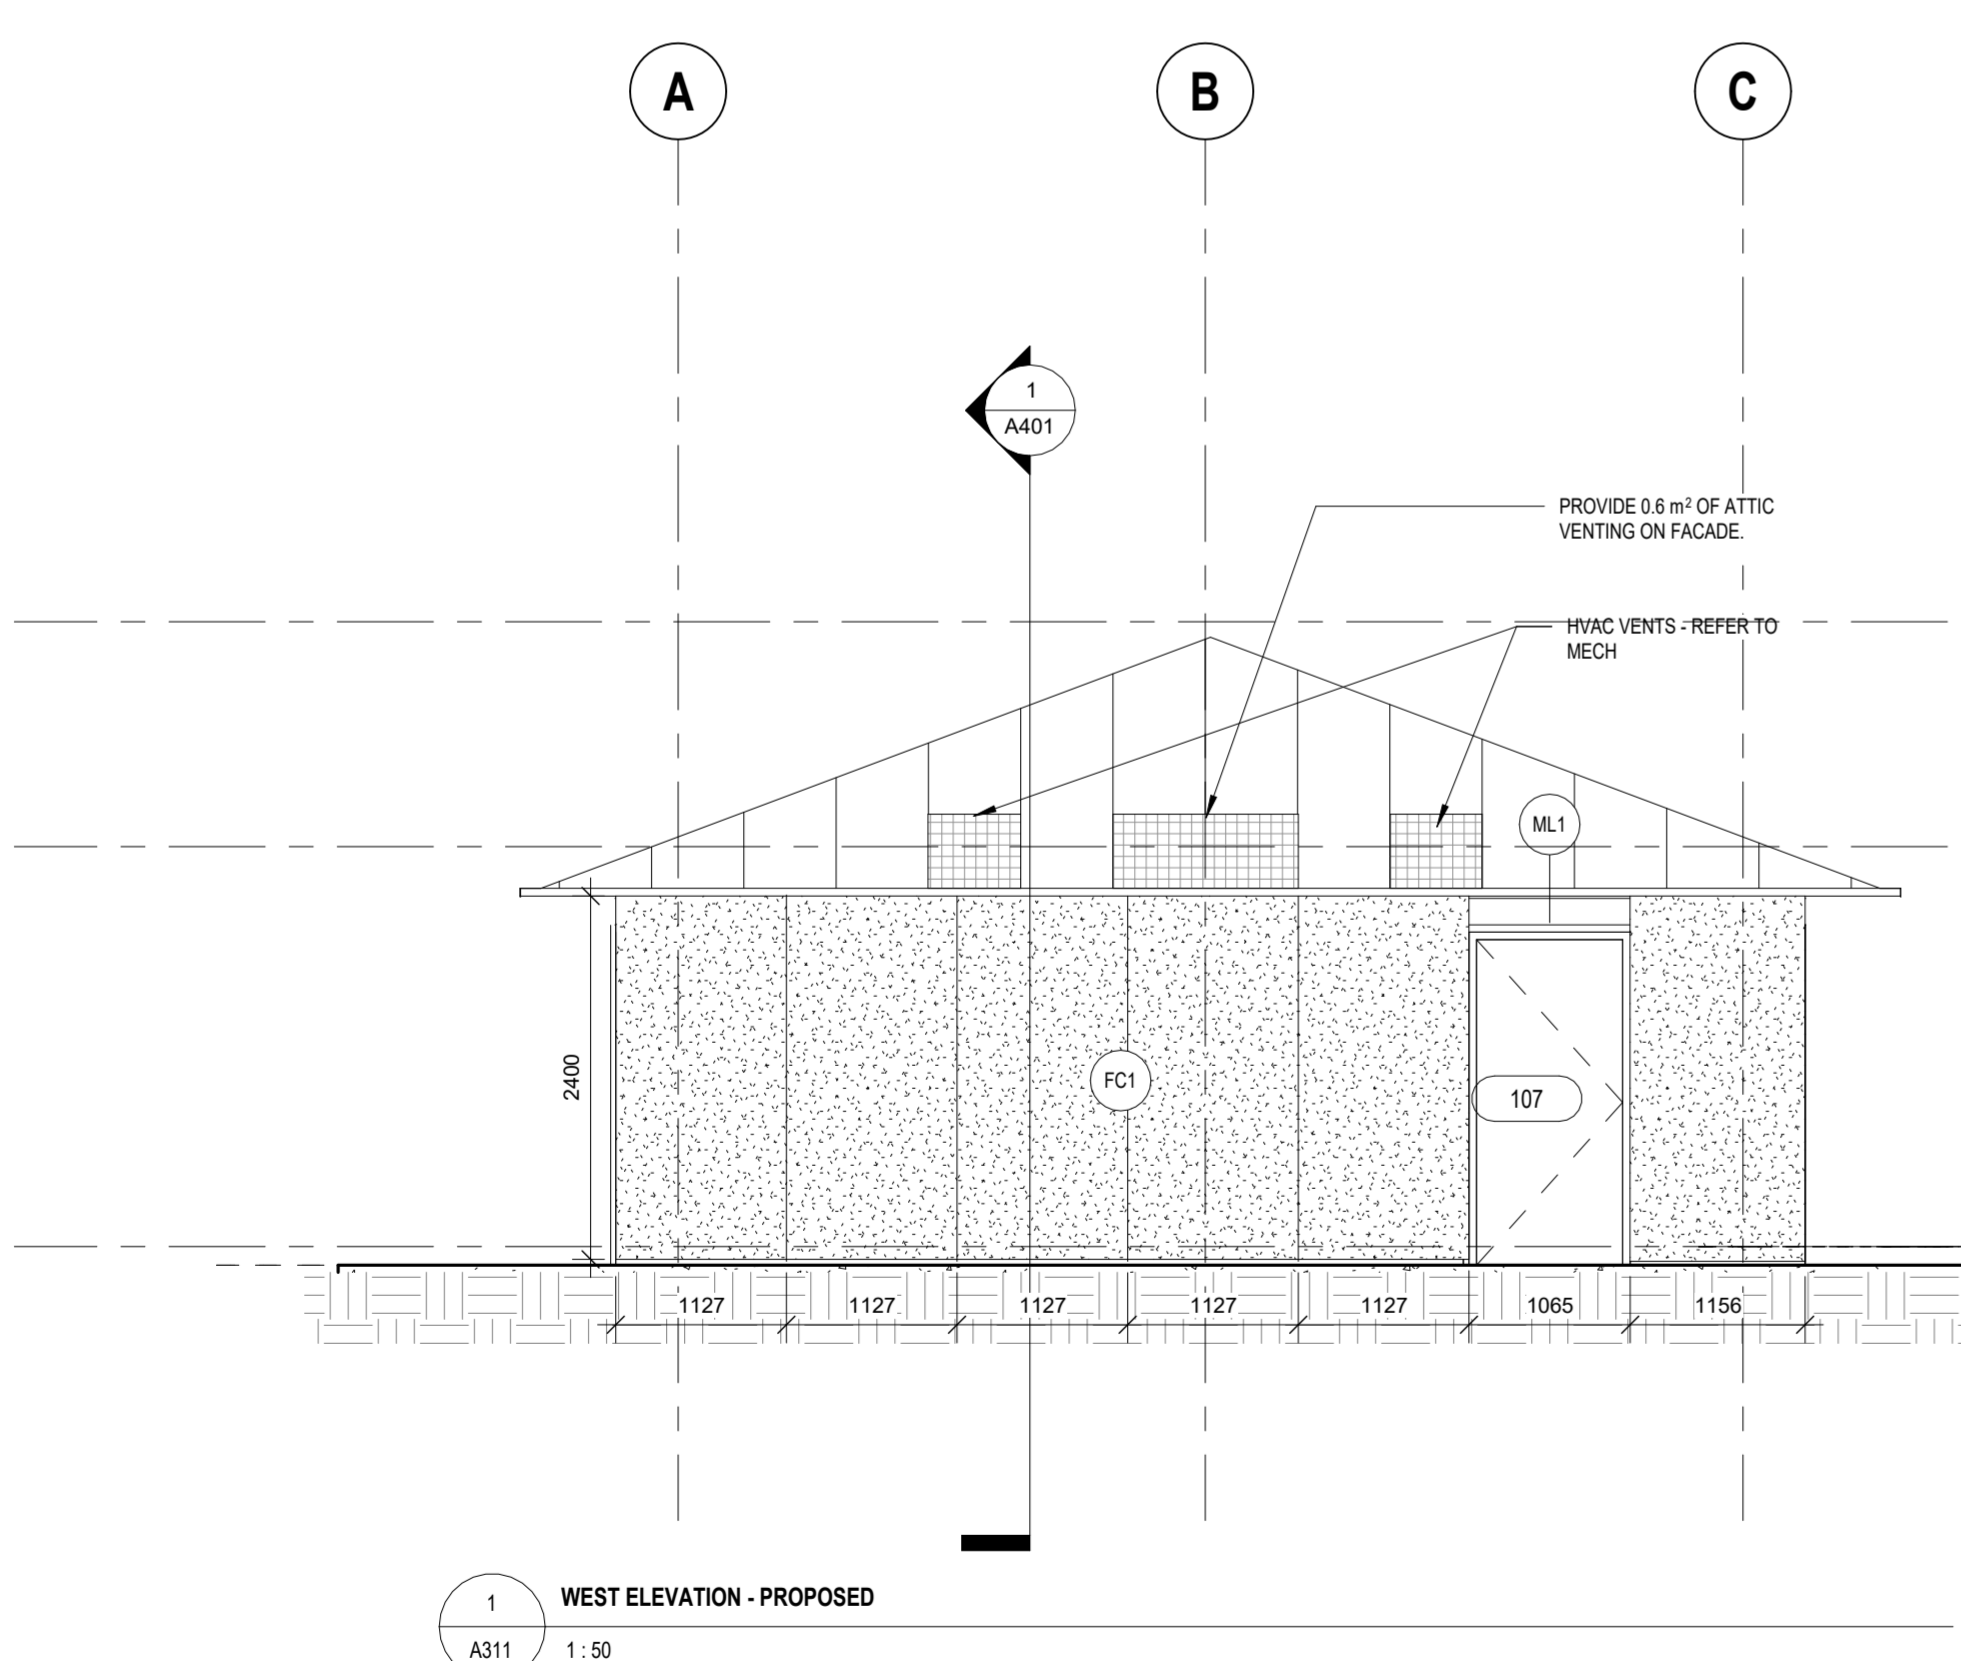 A
B
C
1
A401
PROVIDE 0.6 m² OF ATTIC
VENTING ON FACADE.
HVAC VENTS - REFER TO
MECH
ML1
2400
FC1
107
1127
1127
1127
1127
1127
1065
1156
1
WEST ELEVATION - PROPOSED
A311
1 : 50